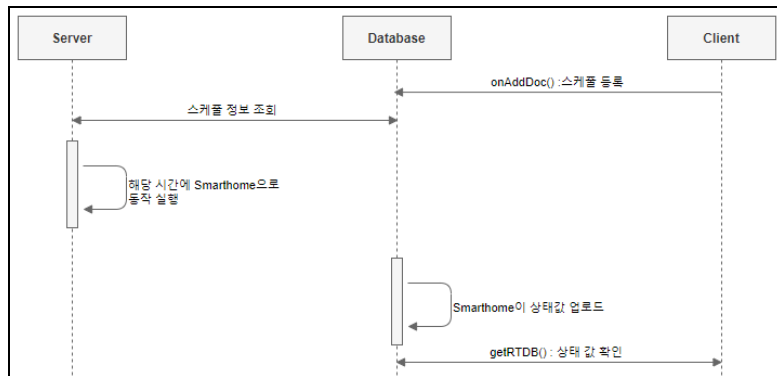 Server
Database
Client
onAddDoc() :스케풀 등록
스케풀 정보 조회
해당 시간에 Smarthome으로
동작 실행
Smarthome이 상태값 업로드
getRTDB() : 상태 값 확인